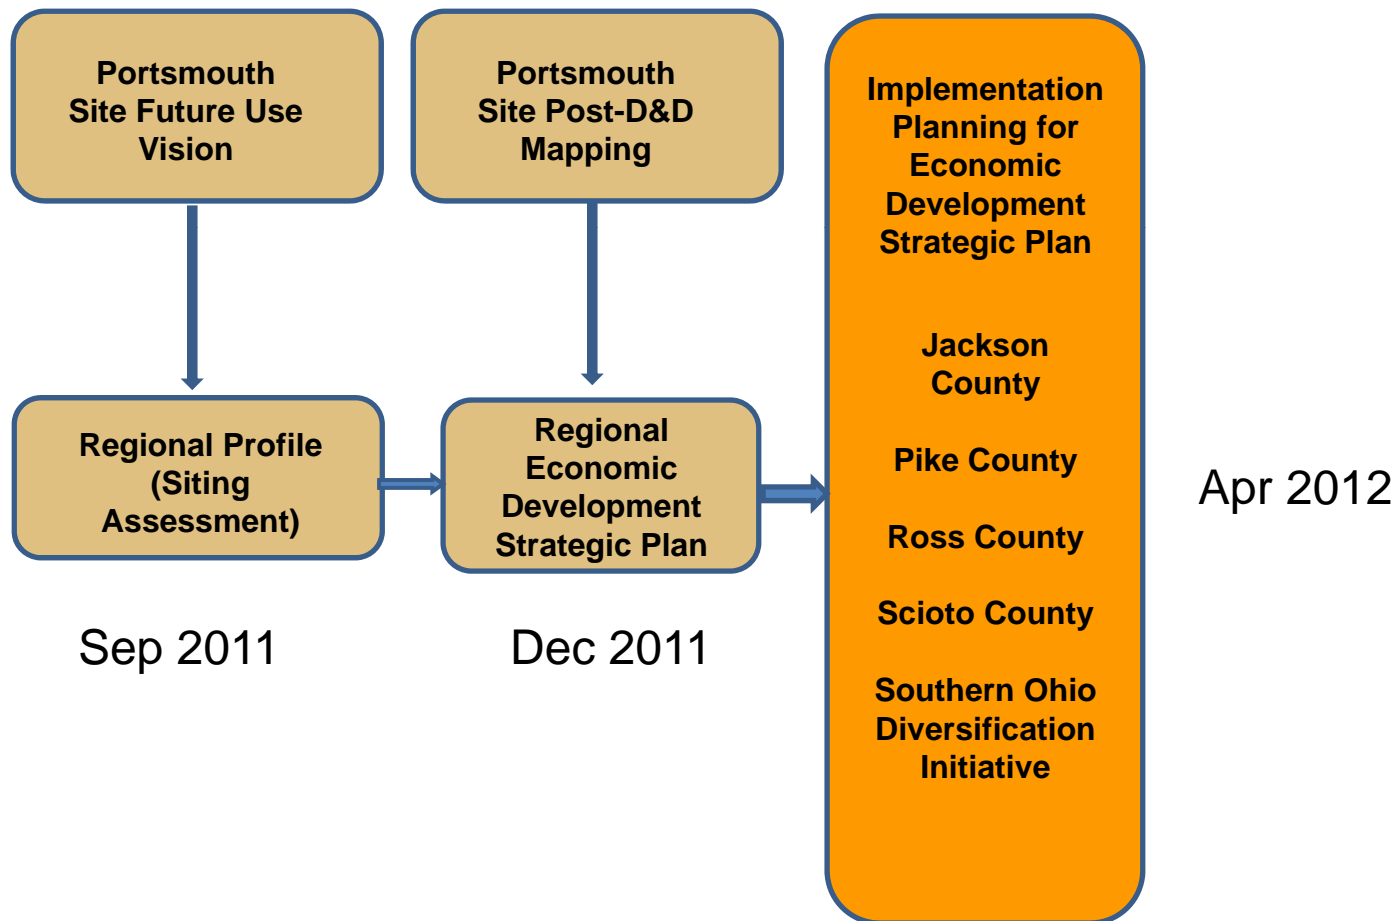 Portsmouth
Site Future Use
Vision
Portsmouth
Site Post-D&D
Mapping
Implementation
Planning for
Economic
Development
Strategic Plan
Jackson
County
Pike County
Ross County
Scioto County
Southern Ohio
Diversification
Initiative
Regional Profile
(Siting
Assessment)
Regional
Economic
Development
Strategic Plan
Apr 2012
Sep 2011
Dec 2011